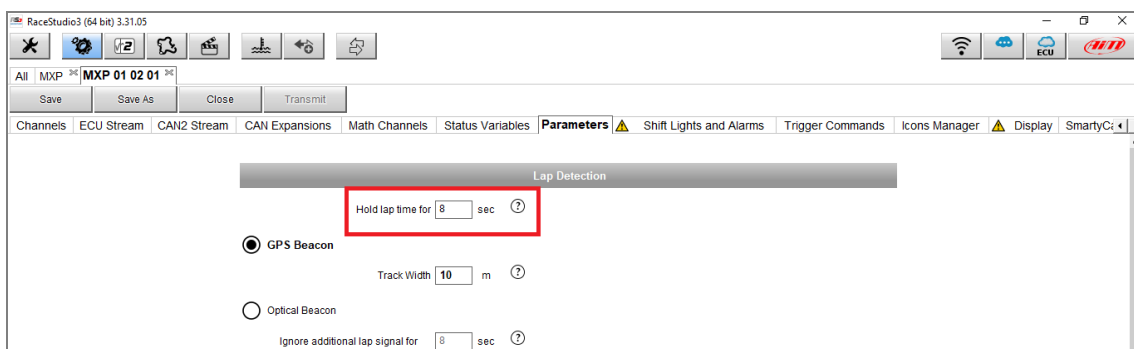 RaceStudio3 (64 bit) 3.31.05
ECU AiM
All MXP MXP 01 02 01
Save Save As Close Transmit
Channels ECU Stream CAN2 Stream CAN Expansions Math Channels Status Variables Parameters Shift Lights and Alarms Trigger Commands Icons Manager Display
Lap Detection
Hold lap time for 8 sec ?
GPS Beacon
Track Width 10 m ?
Optical Beacon
Ignore additional lap signal for 8 sec ?